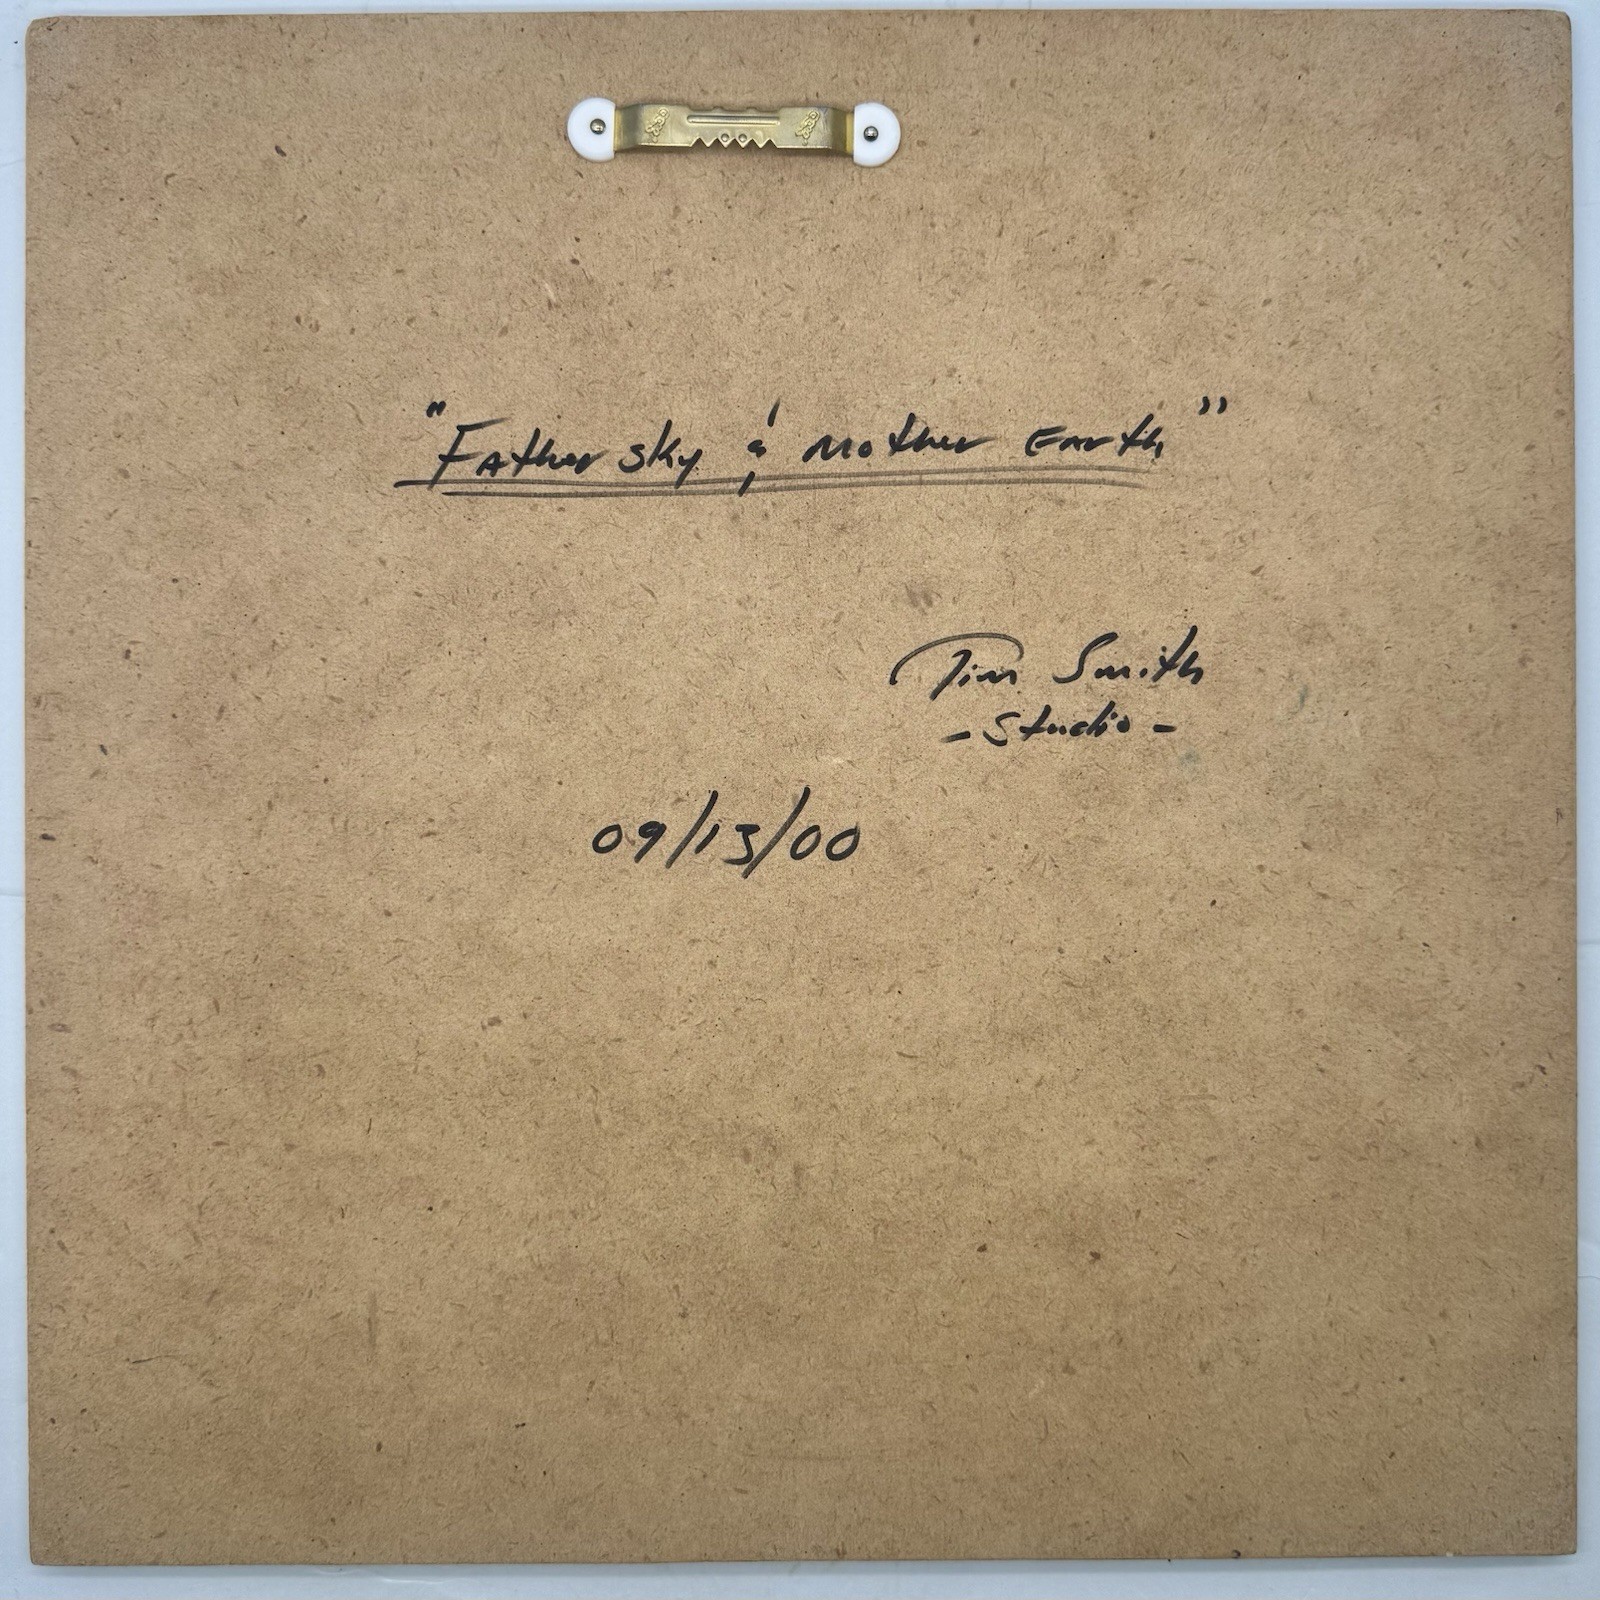 "Father Sky & Mother Earth"
Tim Smith
- Studio -
09/13/00